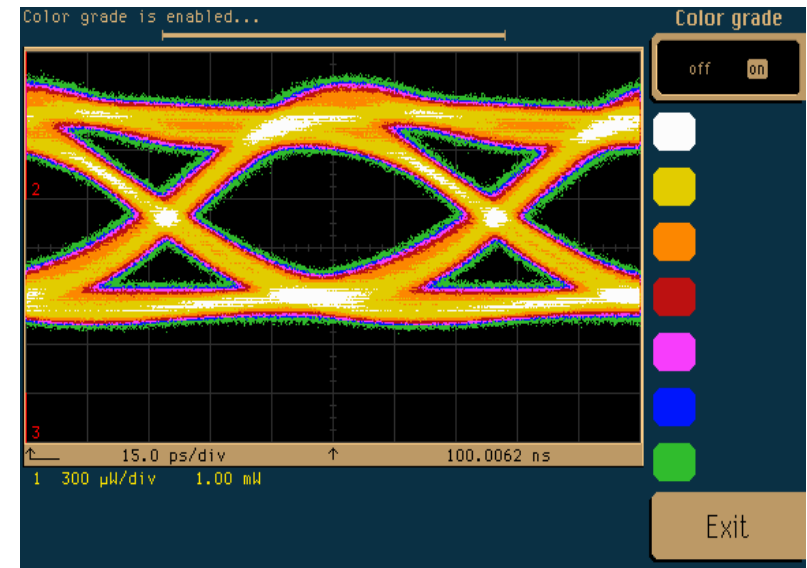 Color grade is enabled...
Color grade
off on
2
3
15.0 ps/div 100.0062 ns
1 300 µW/div 1.00 mW
Exit